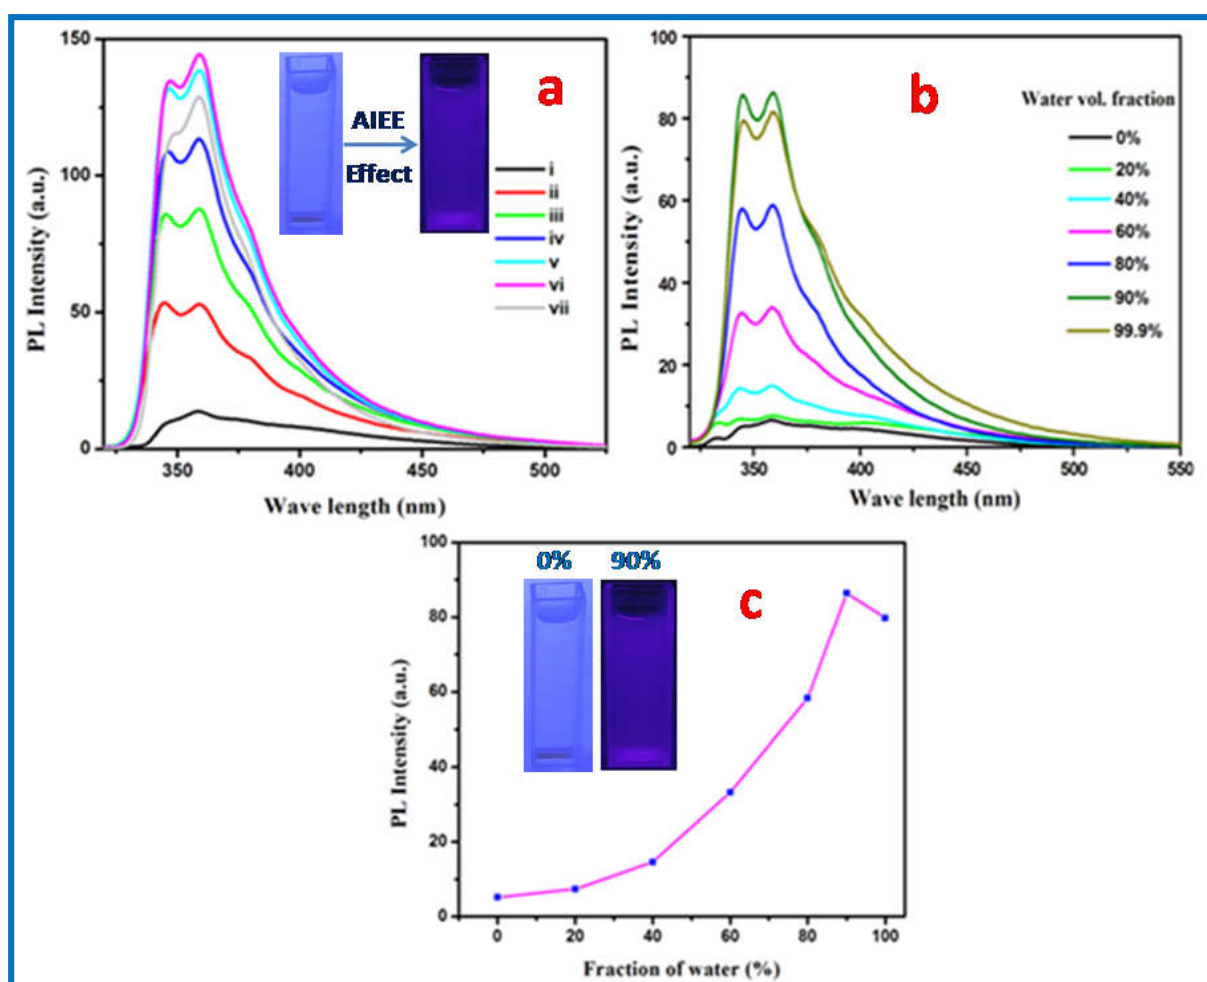 a
150
100
50
0
350
400
450
500
PL Intensity (a.u.)
Wave length (nm)
AIEE
Effect
i
ii
iii
iv
v
vi
vii
b
100
80
60
40
20
0
350
400
450
500
550
PL Intensity (a.u.)
Wave length (nm)
Water vol. fraction
0%
20%
40%
60%
80%
90%
99.9%
c
0% 90%
100
80
60
40
20
0
0
20
40
60
80
100
PL Intensity (a.u.)
Fraction of water (%)